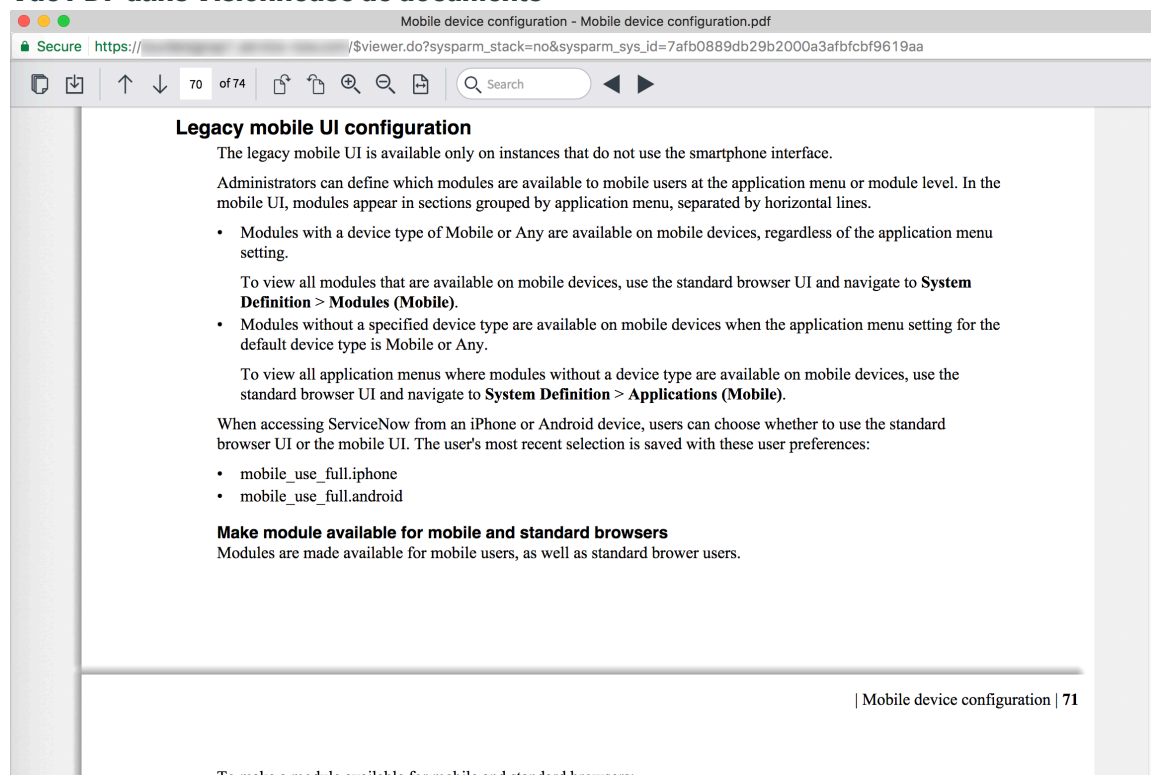 Mobile device configuration - Mobile device configuration.pdf
Secure https:// /$viewer.do?sysparm_stack=no&sysparm_sys_id=7afb0889db29b2000a3afbfcbf9619aa
70 of 74 Search
Legacy mobile UI configuration
The legacy mobile UI is available only on instances that do not use the smartphone interface.
Administrators can define which modules are available to mobile users at the application menu or module level. In the
mobile UI, modules appear in sections grouped by application menu, separated by horizontal lines.
• Modules with a device type of Mobile or Any are available on mobile devices, regardless of the application menu
setting.
To view all modules that are available on mobile devices, use the standard browser UI and navigate to System
Definition > Modules (Mobile).
• Modules without a specified device type are available on mobile devices when the application menu setting for the
default device type is Mobile or Any.
To view all application menus where modules without a device type are available on mobile devices, use the
standard browser UI and navigate to System Definition > Applications (Mobile).
When accessing ServiceNow from an iPhone or Android device, users can choose whether to use the standard
browser UI or the mobile UI. The user's most recent selection is saved with these user preferences:
• mobile_use_full.iphone
• mobile_use_full.android
Make module available for mobile and standard browsers
Modules are made available for mobile users, as well as standard brower users.
| Mobile device configuration | 71
To make a module available for mobile and standard browsers: